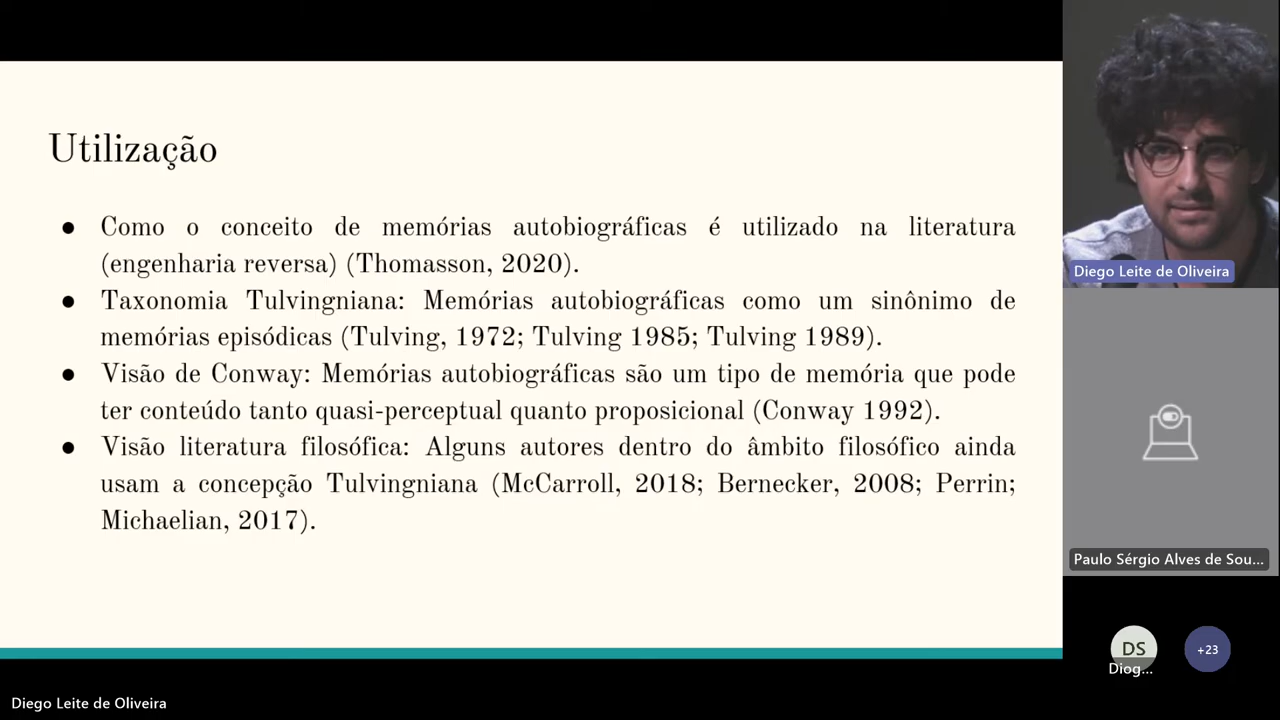 Utilização
● Como o conceito de memórias autobiográficas é utilizado na literatura
(engenharia reversa) (Thomasson, 2020).
● Taxonomia Tulvingniana: Memórias autobiográficas como um sinônimo de
memórias episódicas (Tulving, 1972; Tulving 1985; Tulving 1989).
● Visão de Conway: Memórias autobiográficas são um tipo de memória que pode
ter conteúdo tanto quasi-perceptual quanto proposicional (Conway 1992).
● Visão literatura filosófica: Alguns autores dentro do âmbito filosófico ainda
usam a concepção Tulvingniana (McCarroll, 2018; Bernecker, 2008; Perrin;
Michaelian, 2017).
Diego Leite de Oliveira
Paulo Sérgio Alves de Sou...
DS
Diog...
+23
Diego Leite de Oliveira